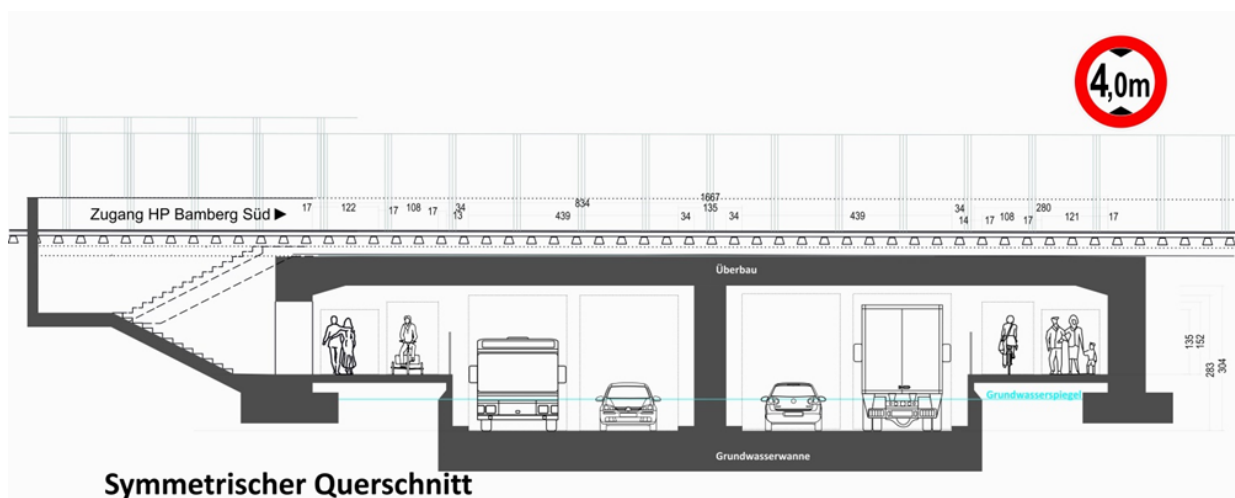 4,0m
1667
834
17 122 17 108 17 34 135 34 280
13 439 34 34 439 14 17 108 17 121 17
Zugang HP Bamberg Süd ►
Überbau
135
152
283
304
Grundwasserspiegel
Grundwasserwanne
Symmetrischer Querschnitt